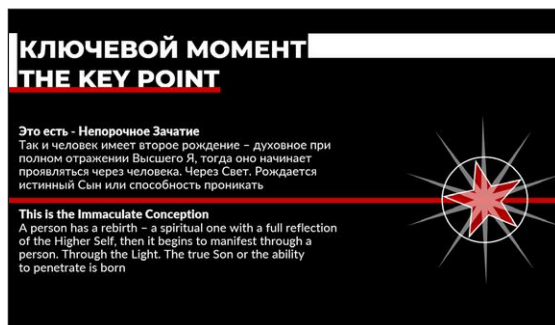 КЛЮЧЕВОЙ МОМЕНТ
THE KEY POINT
Это есть - Непорочное Зачатие
Так и человек имеет второе рождение – духовное при
полном отражении Высшего Я, тогда оно начинает
проявляться через человека. Через Свет. Рождается
истинный Сын или способность проникать
This is the Immaculate Conception
A person has a rebirth – a spiritual one with a full reflection
of the Higher Self, then it begins to manifest through a
person. Through the Light. The true Son or the ability
to penetrate is born